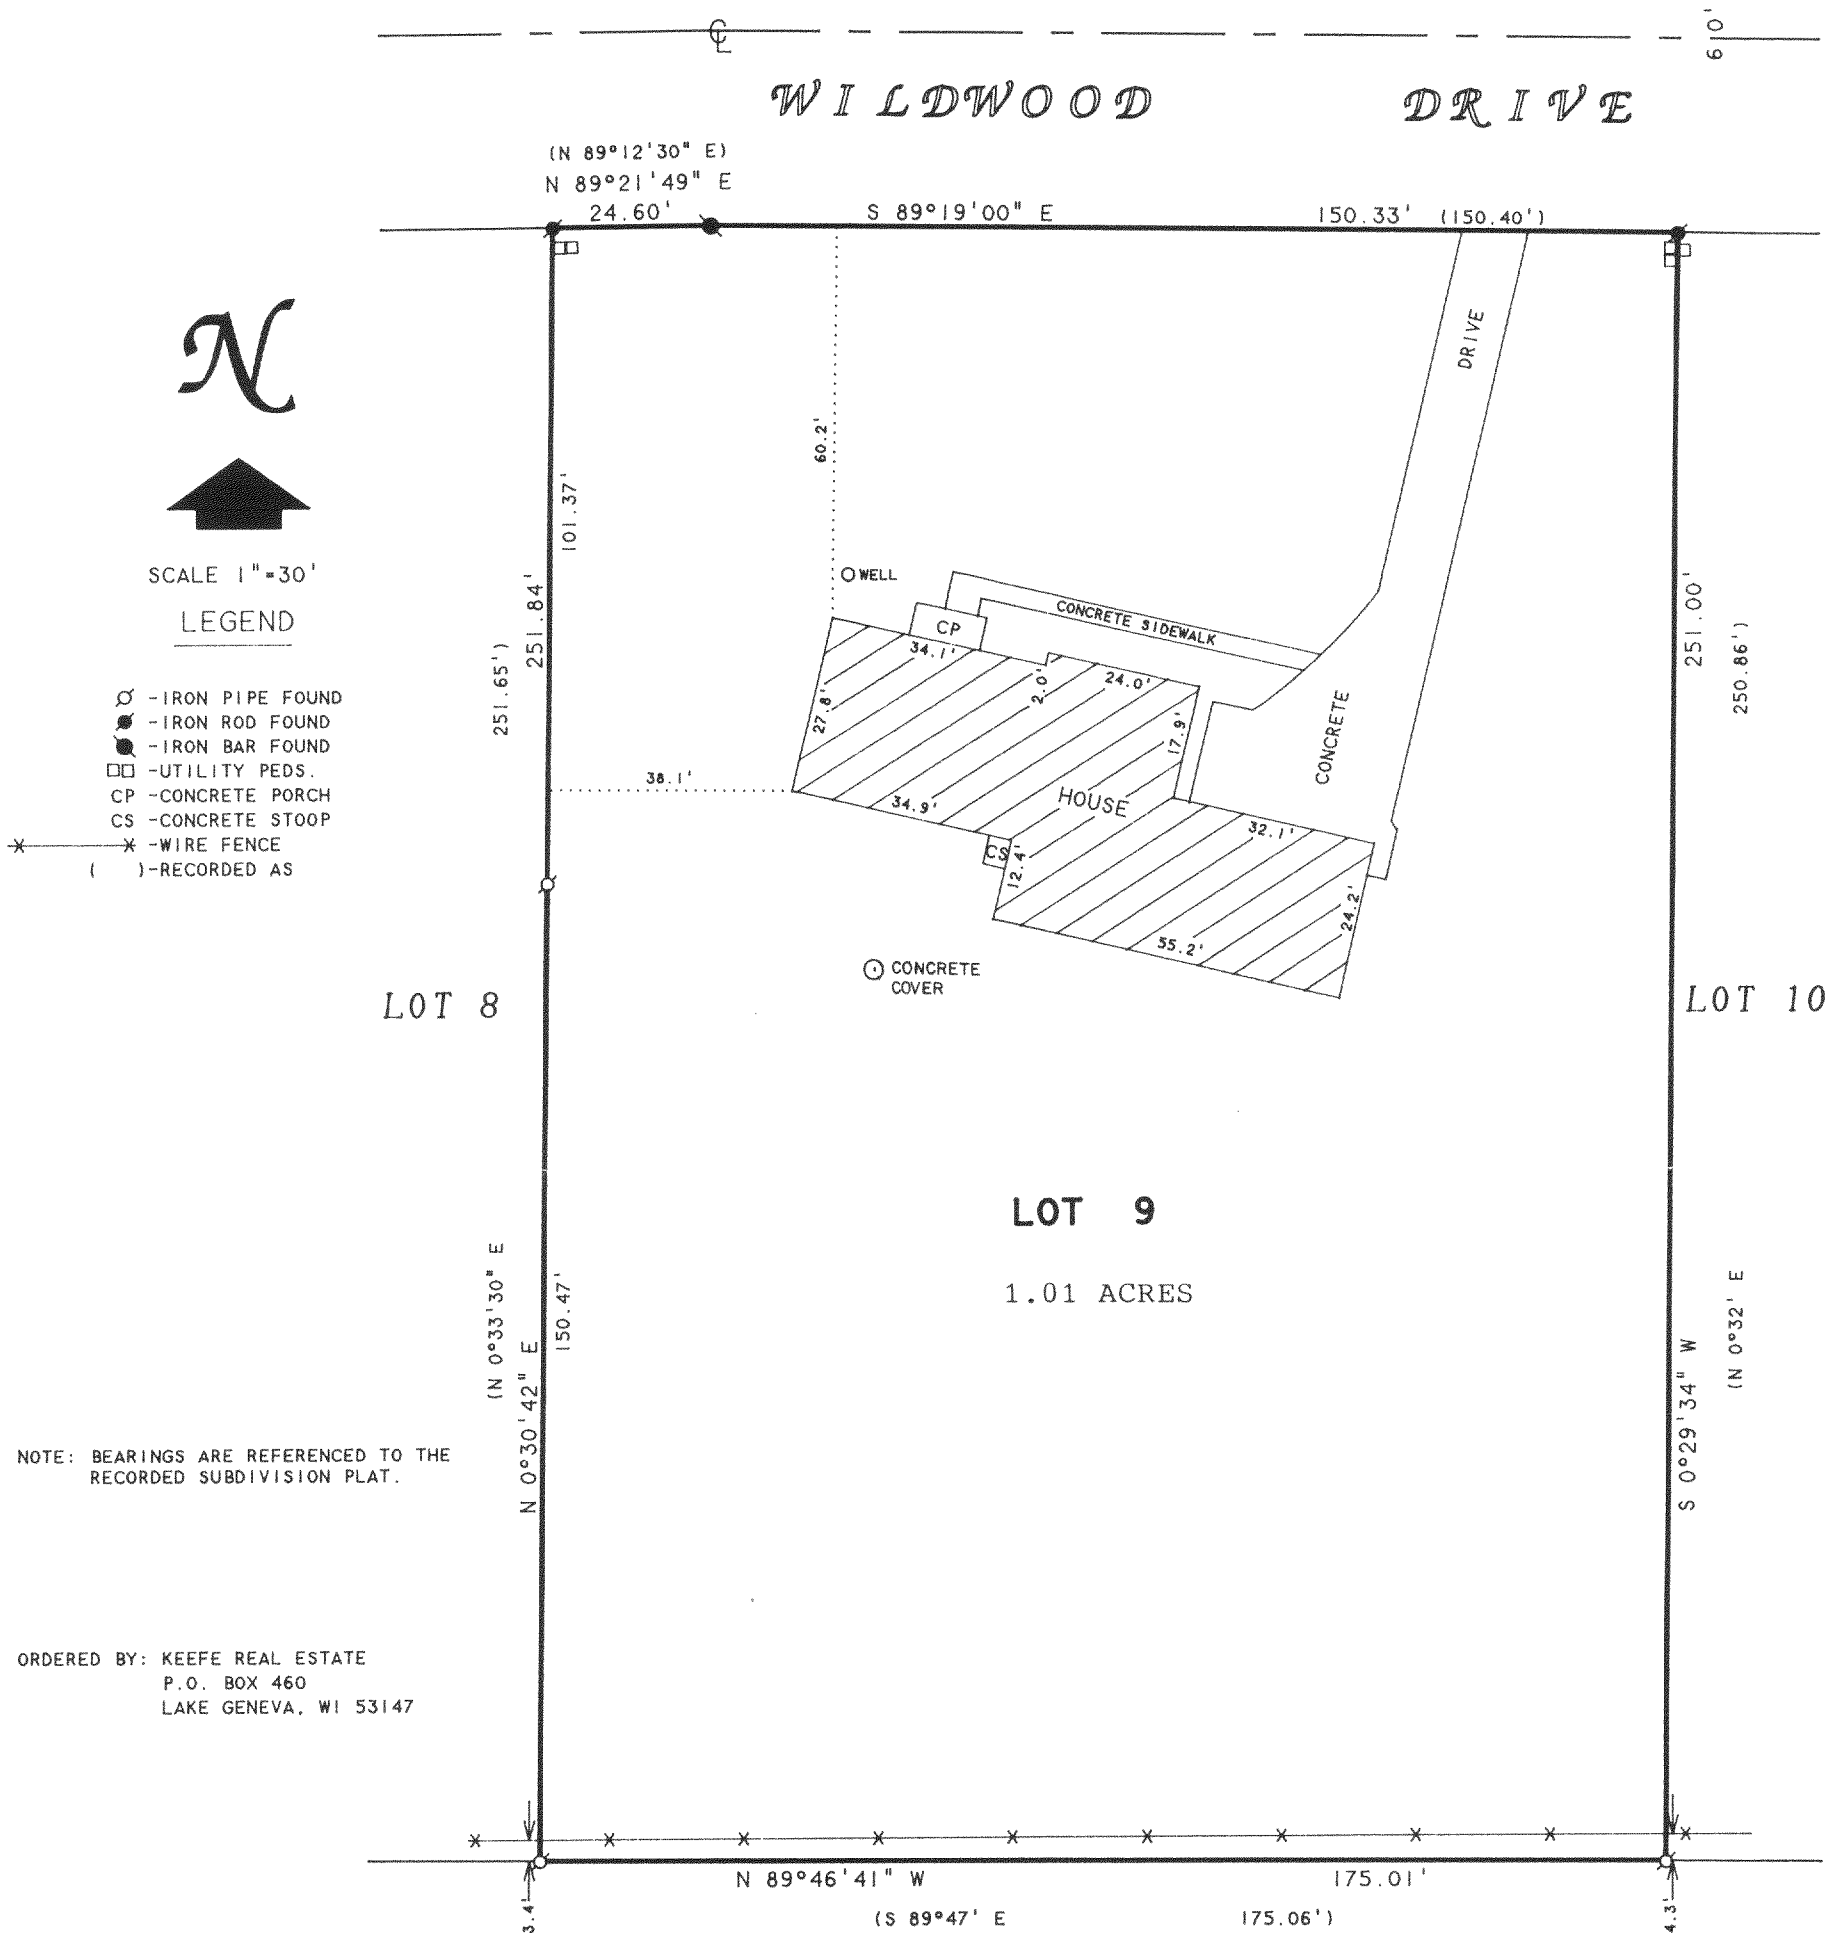 60'
WILDWOOD DRIVE
(N 89°12'30" E)
N 89°21'49" E
24.60'
S 89°19'00" E
150.33' (150.40')
N
SCALE 1"=30'
LEGEND
-IRON PIPE FOUND
-IRON ROD FOUND
-IRON BAR FOUND
-UTILITY PEDS.
CP -CONCRETE PORCH
CS -CONCRETE STOOP
X X -WIRE FENCE
( )-RECORDED AS
101.37'
251.84'
251.65')
60.2'
DRIVE
WELL
CP
CONCRETE SIDEWALK
34.1'
2.0'
24.0'
27.8'
17.9'
CONCRETE
38.1'
34.9'
HOUSE
32.1'
CS
12.4'
24.2'
55.2'
CONCRETE
COVER
251.00'
250.86')
LOT 8
LOT 10
LOT 9
1.01 ACRES
(N 0°33'30" E
N 0°30'42" E
150.47'
S 0°29'34" W
(N 0°32' E
NOTE: BEARINGS ARE REFERENCED TO THE
RECORDED SUBDIVISION PLAT.
ORDERED BY: KEEFE REAL ESTATE
P.O. BOX 460
LAKE GENEVA, WI 53147
N 89°46'41" W
175.01'
3.4'
(S 89°47' E
175.06')
4.3'